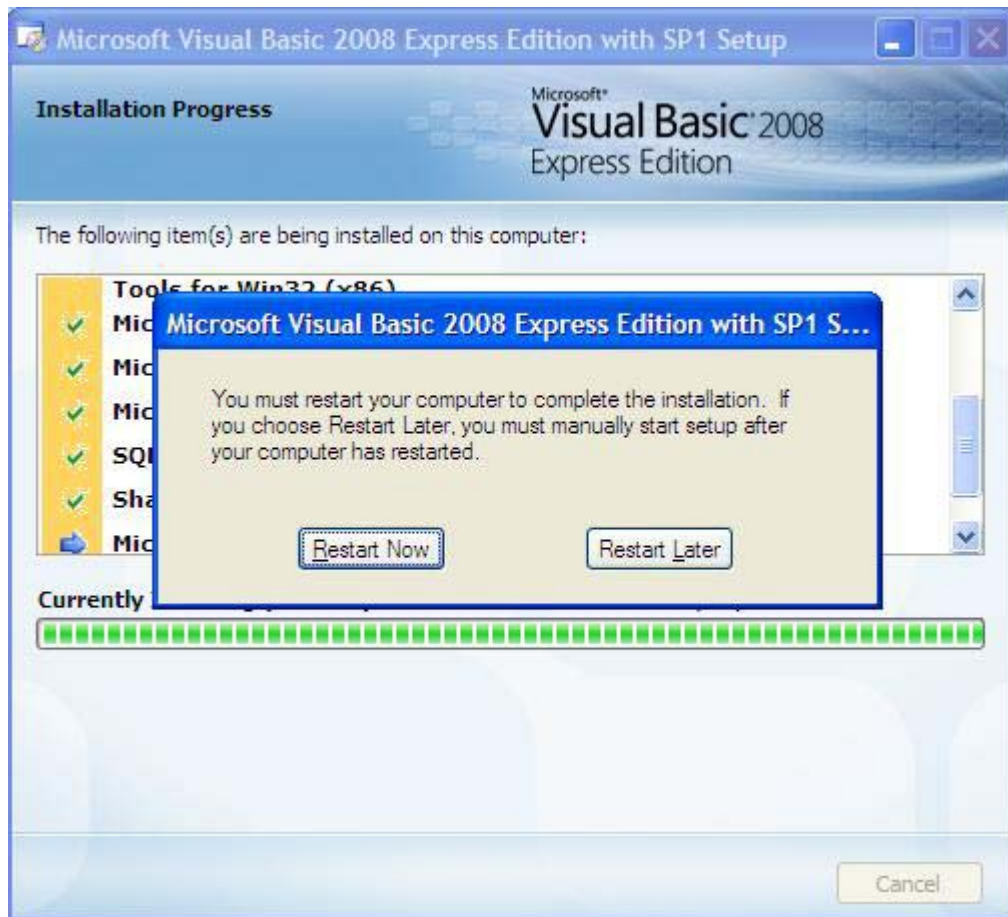 Microsoft Visual Basic 2008 Express Edition with SP1 Setup
Installation Progress
Microsoft®
Visual Basic® 2008
Express Edition
The following item(s) are being installed on this computer:
Tools for Win32 (x86)
Microsoft Visual Basic 2008 Express Edition with SP1 S...
You must restart your computer to complete the installation. If
you choose Restart Later, you must manually start setup after
your computer has restarted.
Restart Now
Restart Later
Mic
Mic
Mic
SQL
Sha
Mic
Currently
Cancel